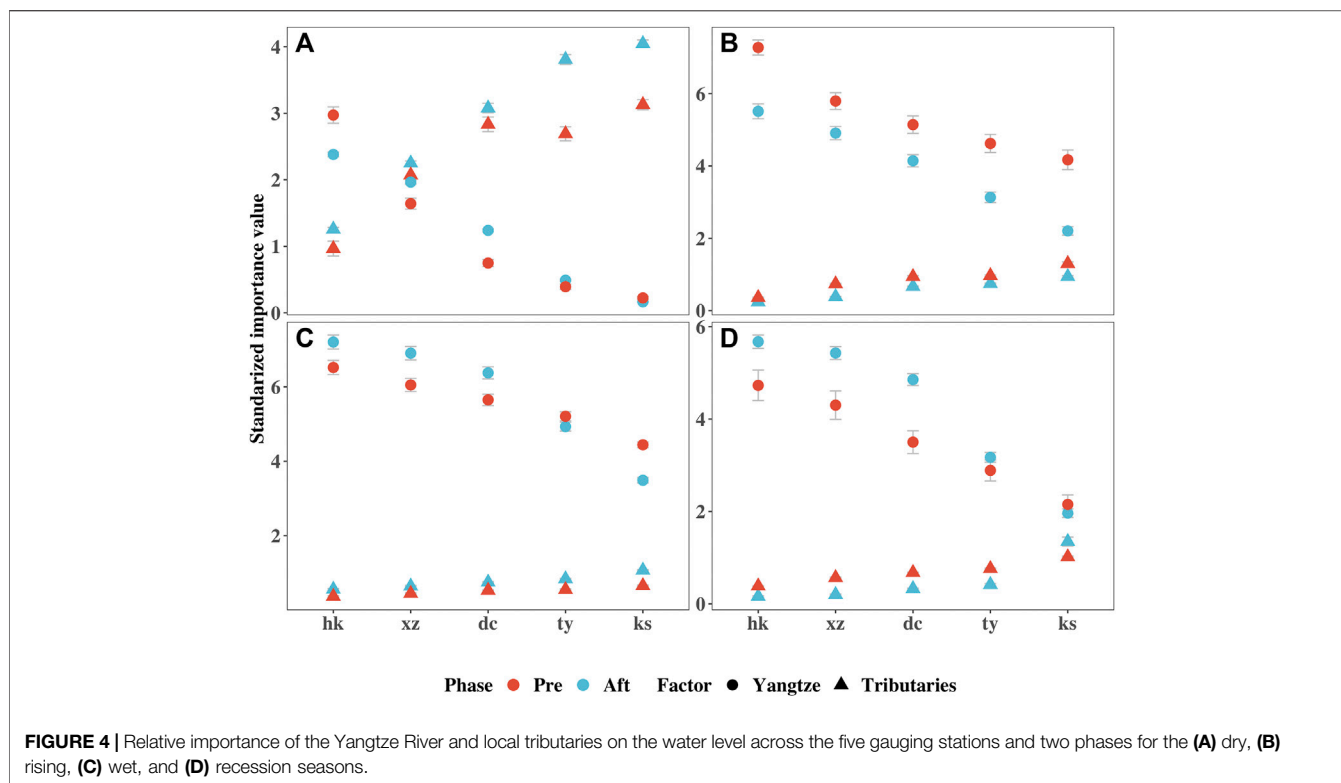 Standarized importance value
A
4
3
2
1
0
B
6
4
2
0
C
6
4
2
hk xz dc ty ks
D
6
4
2
0
hk xz dc ty ks
Phase Pre Aft Factor Yangtze Tributaries
FIGURE 4 | Relative importance of the Yangtze River and local tributaries on the water level across the five gauging stations and two phases for the (A) dry, (B)
rising, (C) wet, and (D) recession seasons.